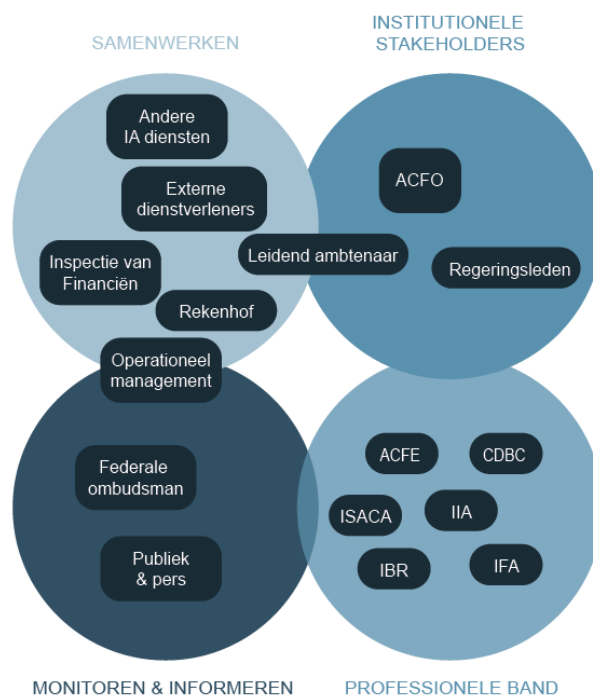 SAMENWERKEN
INSTITUTIONELE
STAKEHOLDERS
Andere
IA diensten
Externe
dienstverleners
Inspectie van
Financiën
Rekenhof
Leidend ambtenaar
ACFO
Regeringsleden
Operationeel
management
Federale
ombudsman
Publiek
& pers
ACFE
CDBC
ISACA
IIA
IBR
IFA
MONITOREN & INFORMEREN
PROFESSIONELE BAND